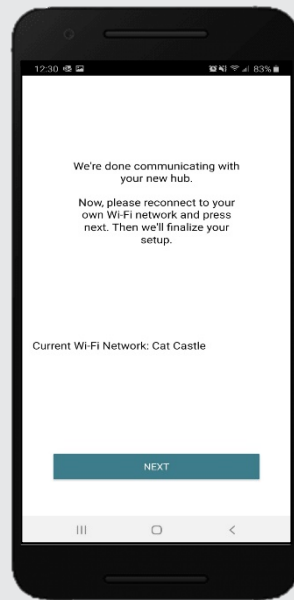 12:30 83%
We're done communicating with
your new hub.
Now, please reconnect to your
own Wi-Fi network and press
next. Then we'll finalize your
setup.
Current Wi-Fi Network: Cat Castle
NEXT